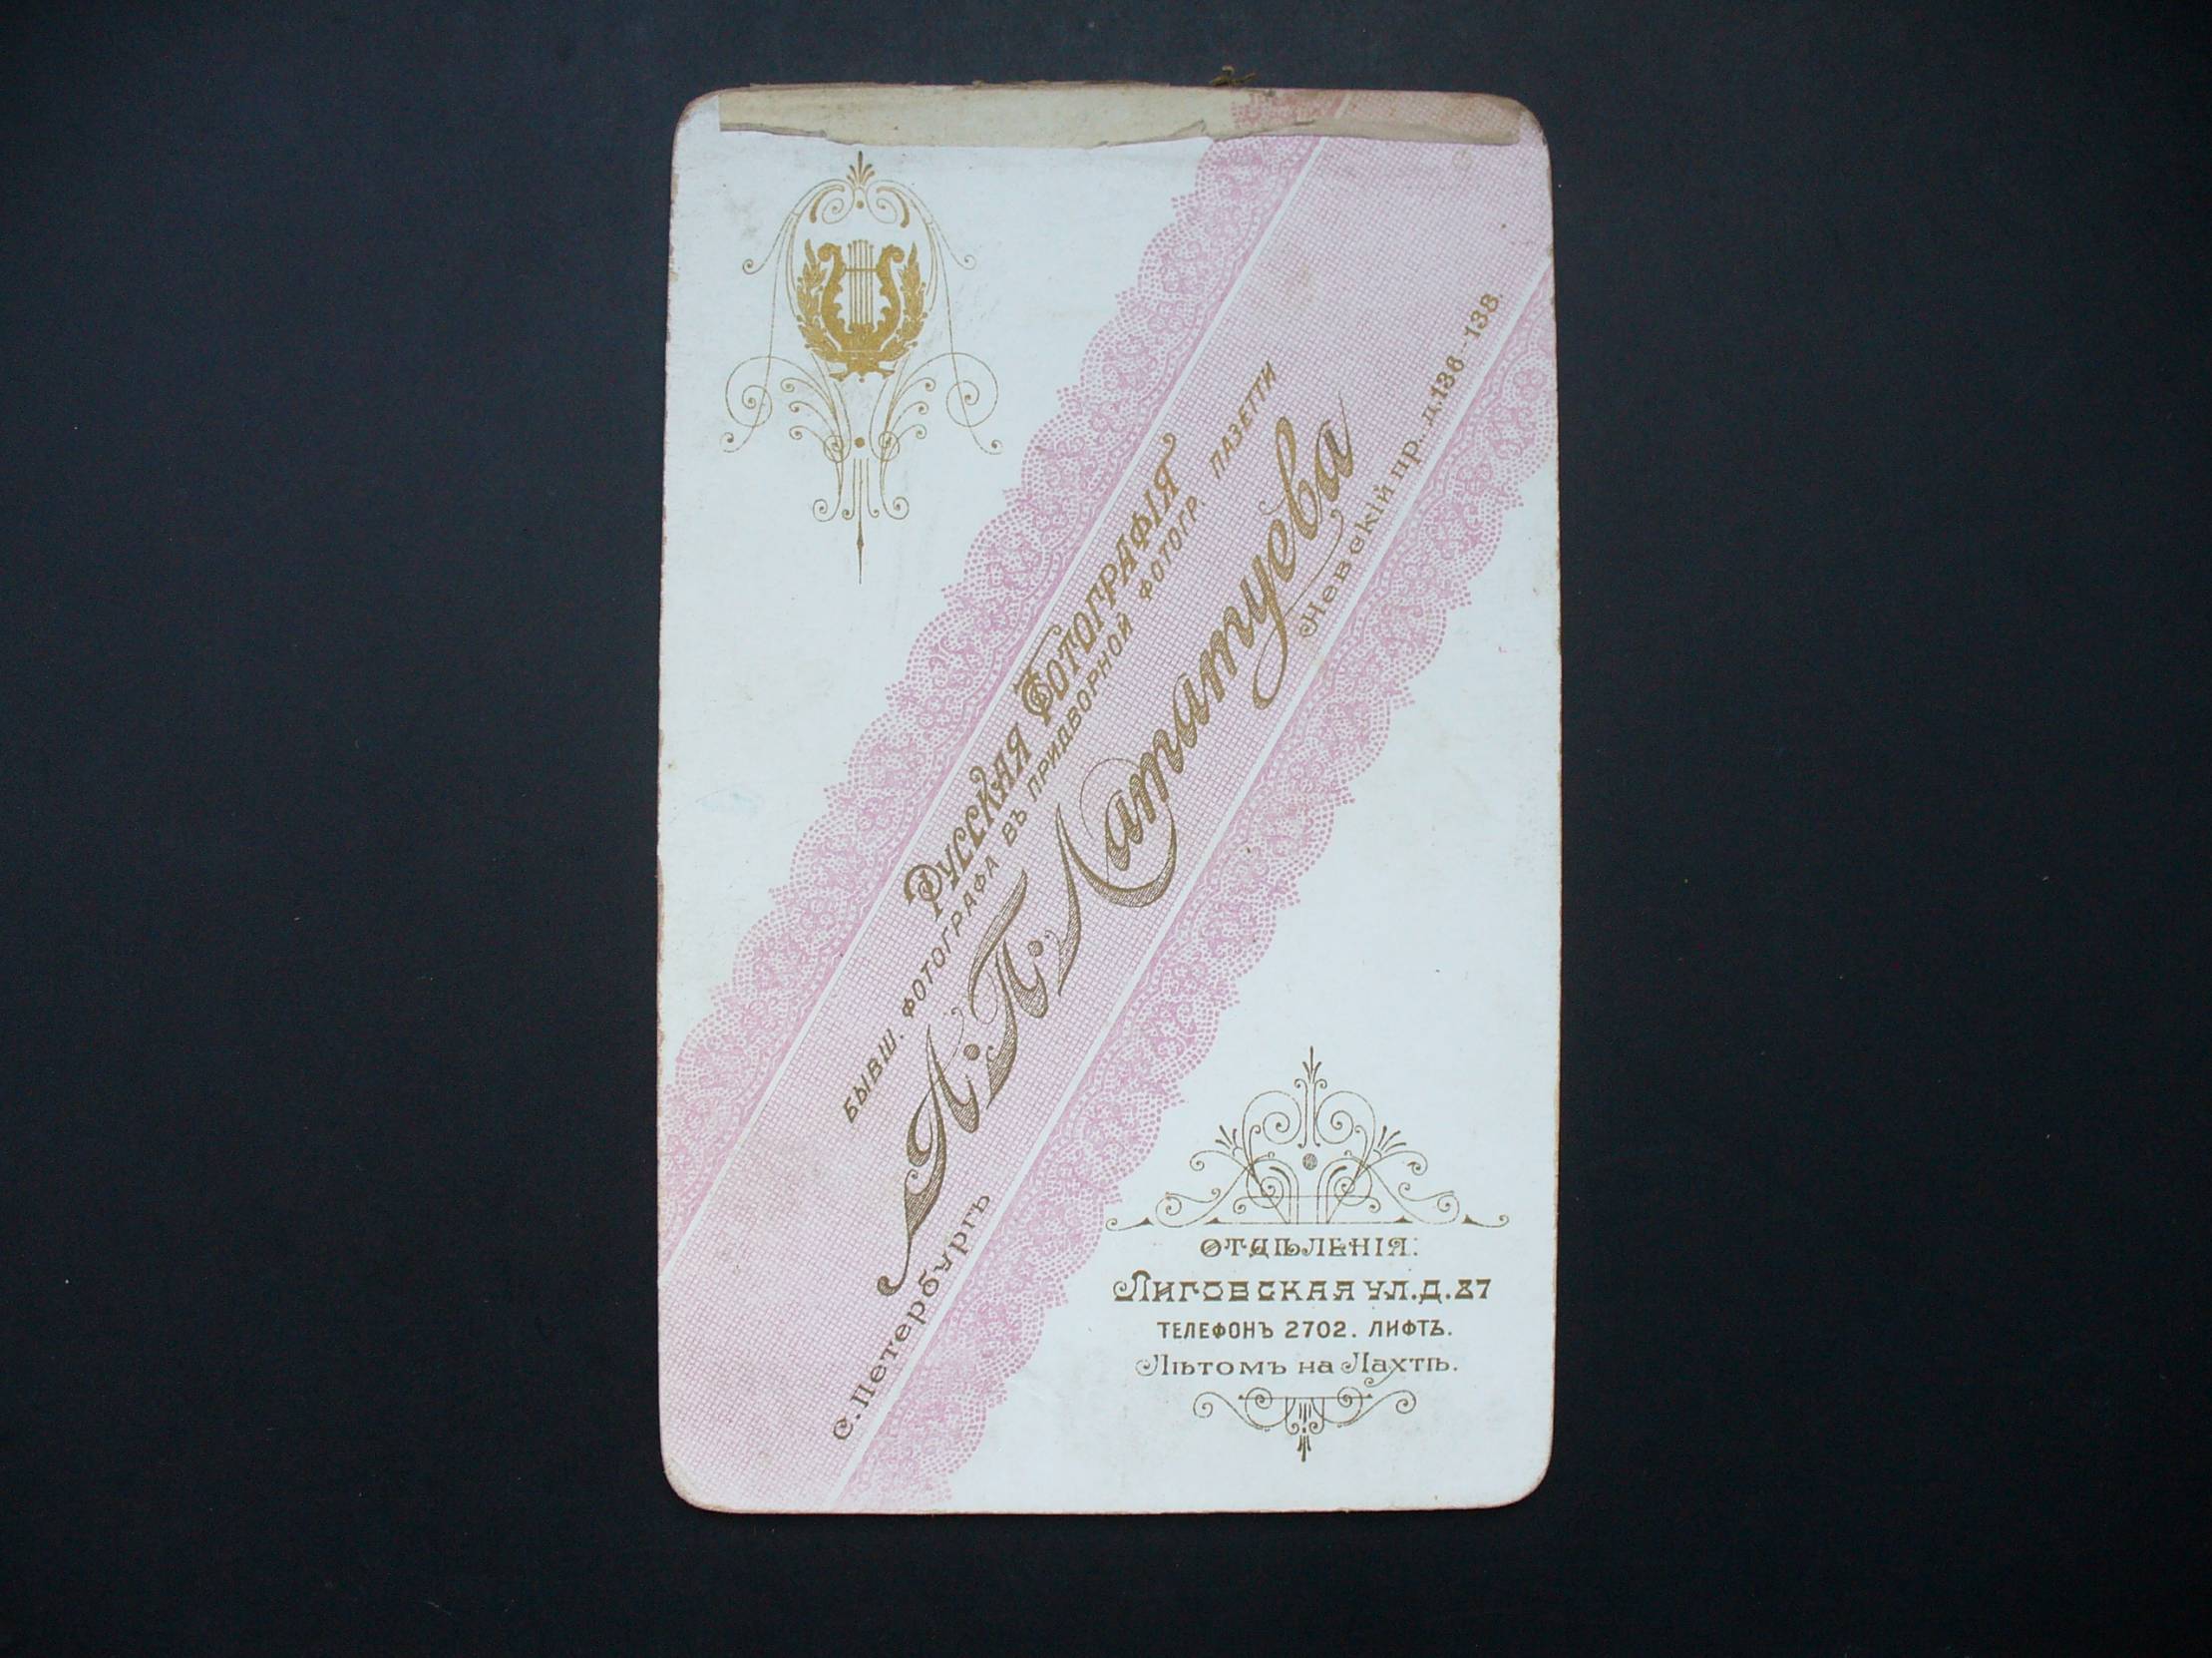 Русская Фотографія
БЫВШ. ФОТОГРАФА ВЪ ПРИДВОРНОЙ ФОТОГР. ПАЗЕТТИ
Л. П. Лататуева
С. Петербургъ
Невскій пр., д. 136–138.
ОТДѢЛЕНІЯ:
Лиговская ул. д. 87
ТЕЛЕФОНЪ 2702. ЛИФТЪ.
Лѣтомъ на Лахтѣ.